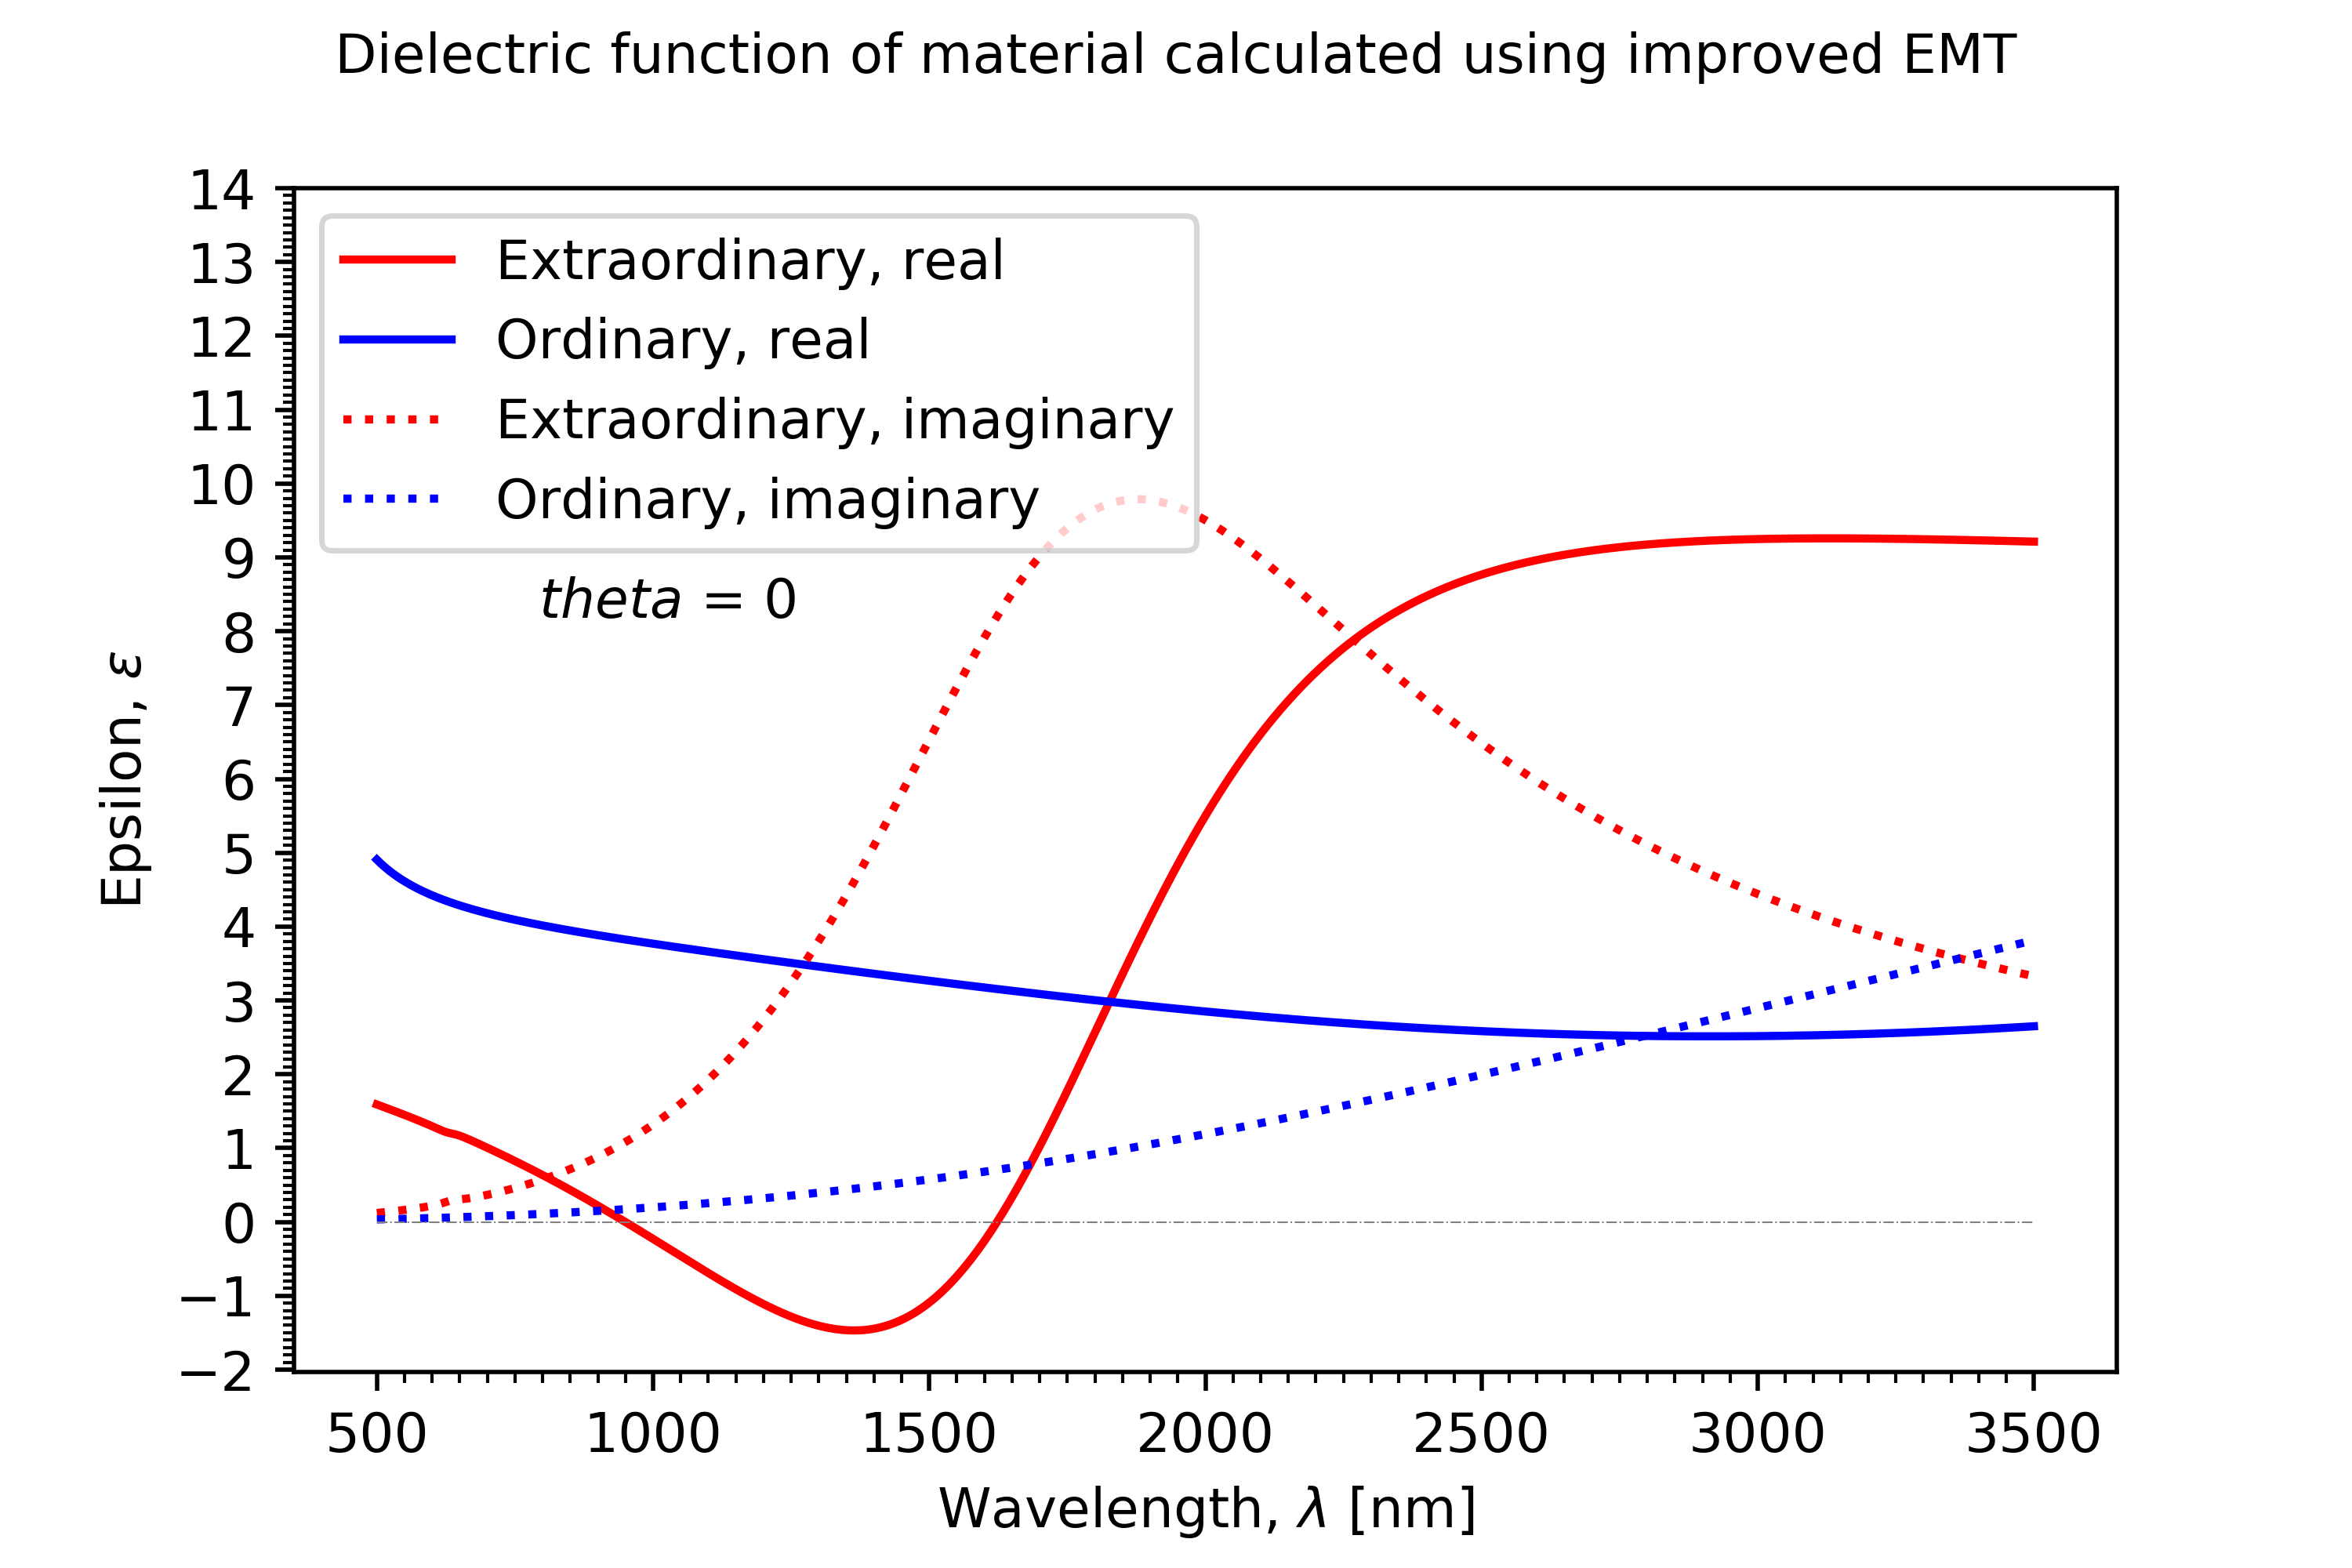 Dielectric function of material calculated using improved EMT
14
13
12
11
10
9
8
7
6
5
4
3
2
1
0
−1
−2
Epsilon, ε
Extraordinary, real
Ordinary, real
Extraordinary, imaginary
Ordinary, imaginary
theta = 0
500 1000 1500 2000 2500 3000 3500
Wavelength, λ [nm]